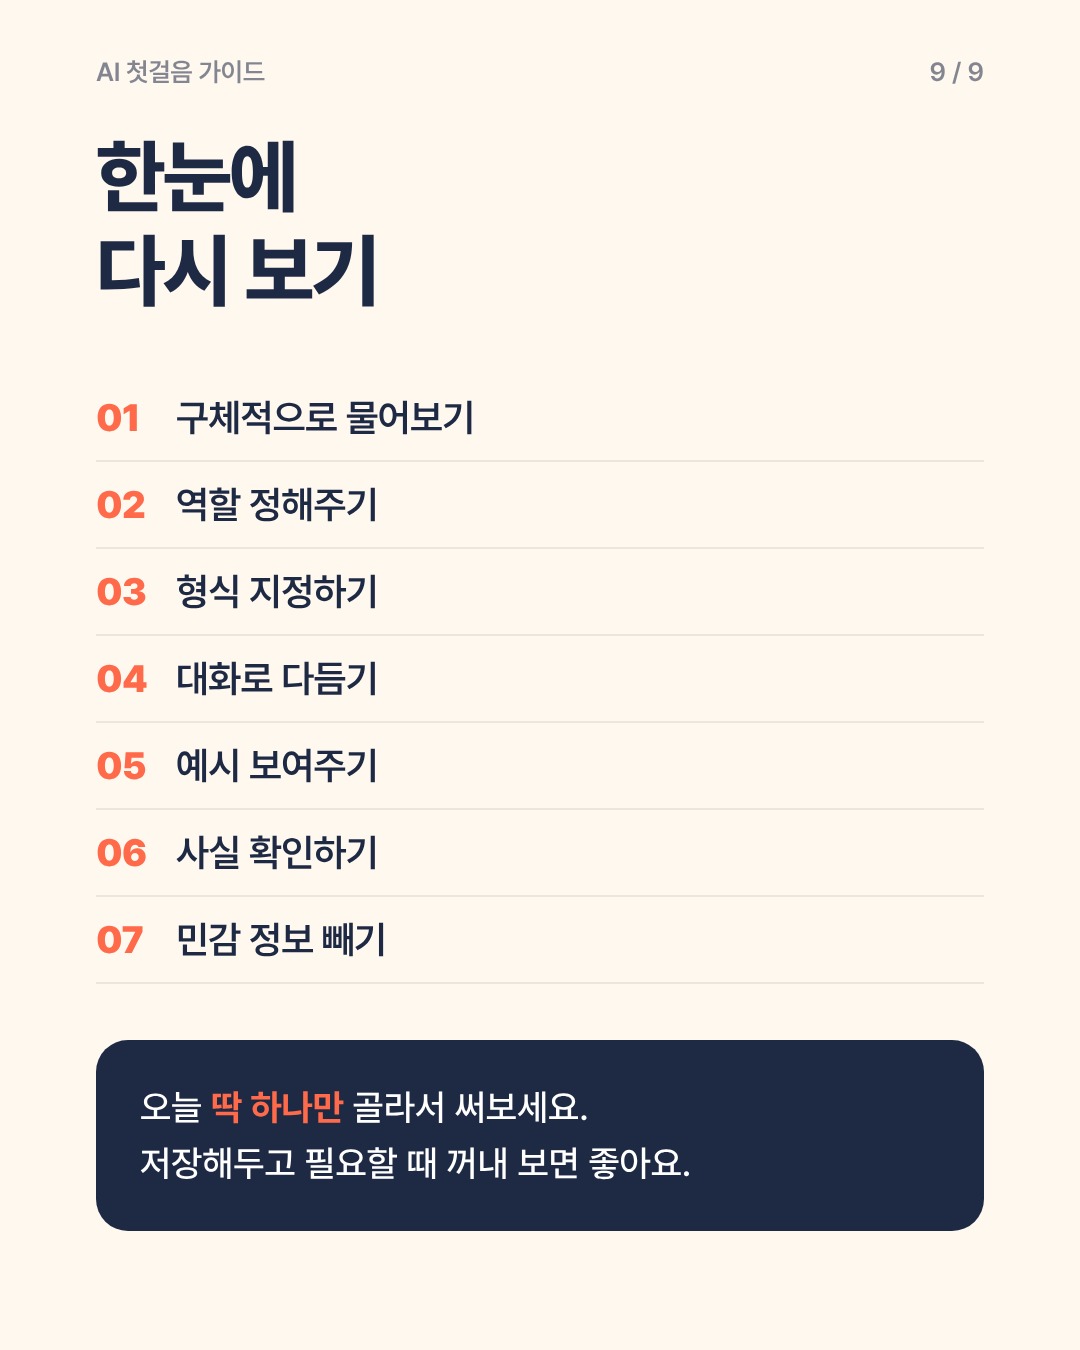 AI 첫걸음 가이드
9 / 9
한눈에
다시 보기
01 구체적으로 물어보기
02 역할 정해주기
03 형식 지정하기
04 대화로 다듬기
05 예시 보여주기
06 사실 확인하기
07 민감 정보 빼기
오늘 딱 하나만 골라서 써보세요.
저장해두고 필요할 때 꺼내 보면 좋아요.